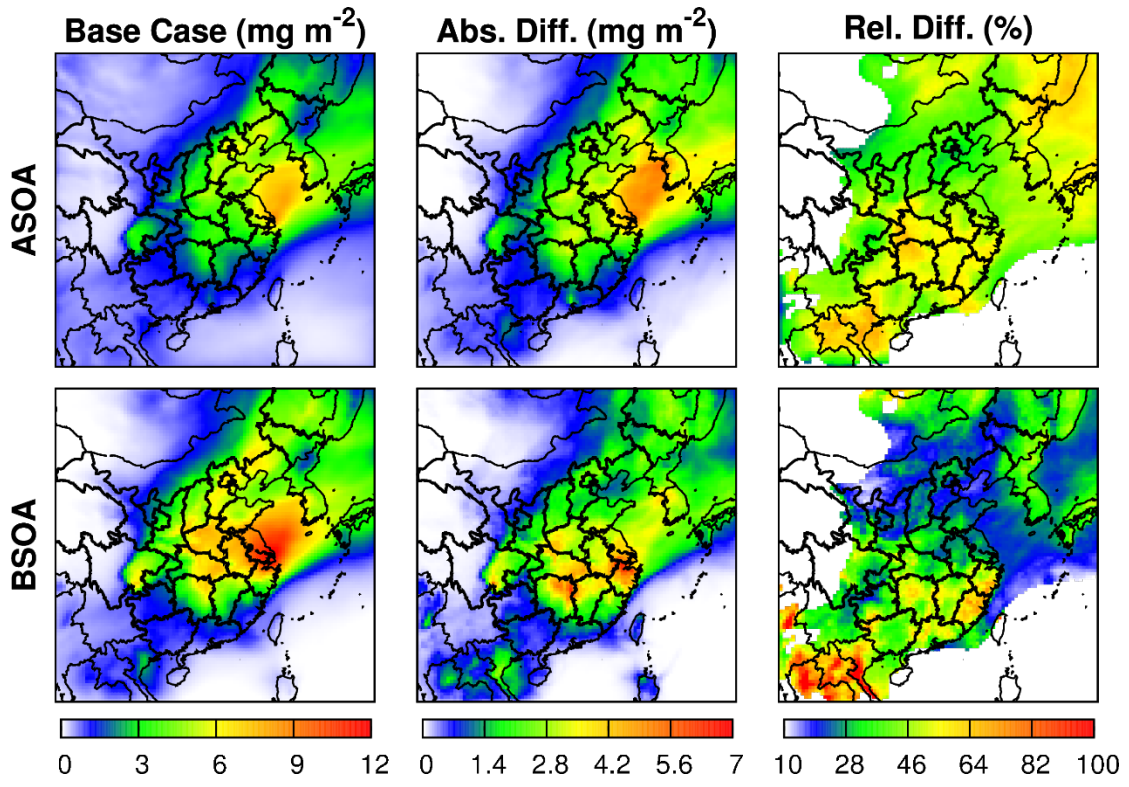 Base Case (mg m-2) Abs. Diff. (mg m-2) Rel. Diff. (%)
ASOA
BSOA
0 3 6 9 12 0 1.4 2.8 4.2 5.6 7 10 28 46 64 82 100